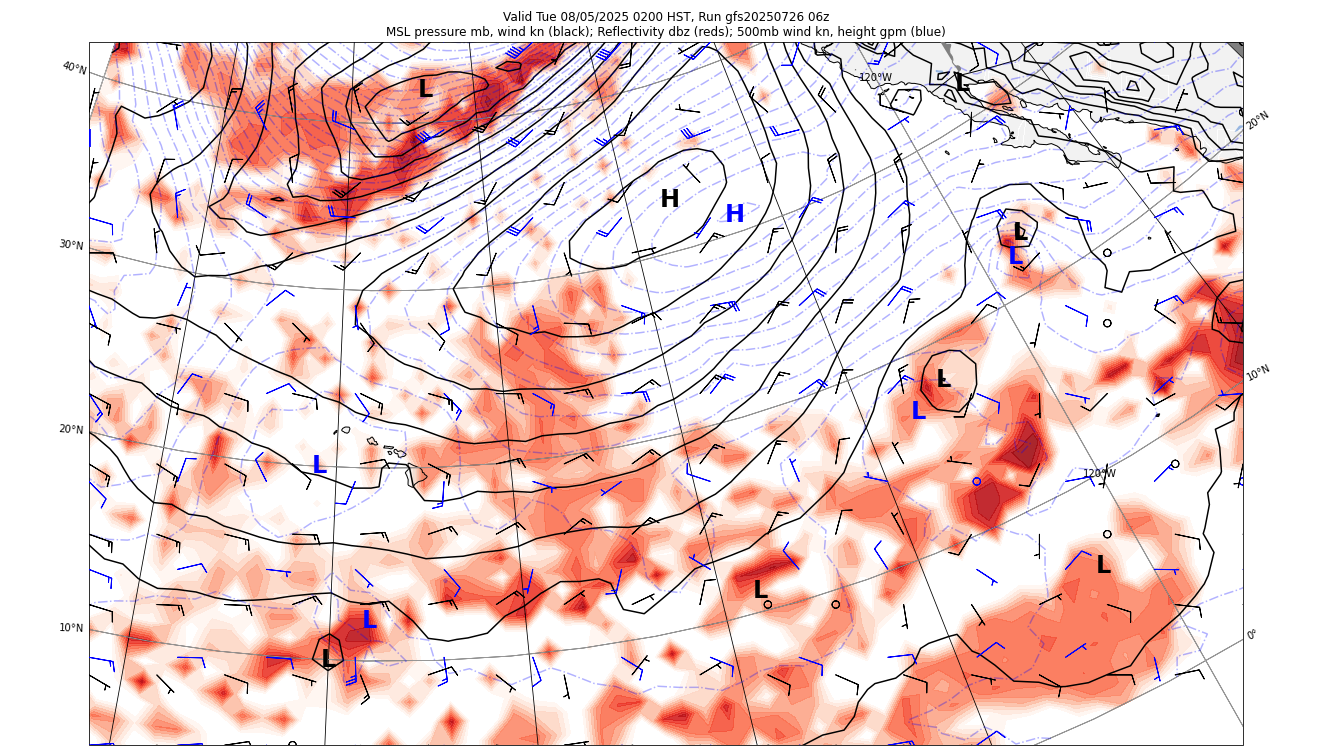 Valid Tue 08/05/2025 0200 HST, Run gfs20250726 06z
MSL pressure mb, wind kn (black); Reflectivity dbz (reds); 500mb wind kn, height gpm (blue)
40°N
120°W
L
L
20°N
H
H
L
30°N
L
10°N
L
L
20°N
L
120°W
L
L
10°N
L
0°
L